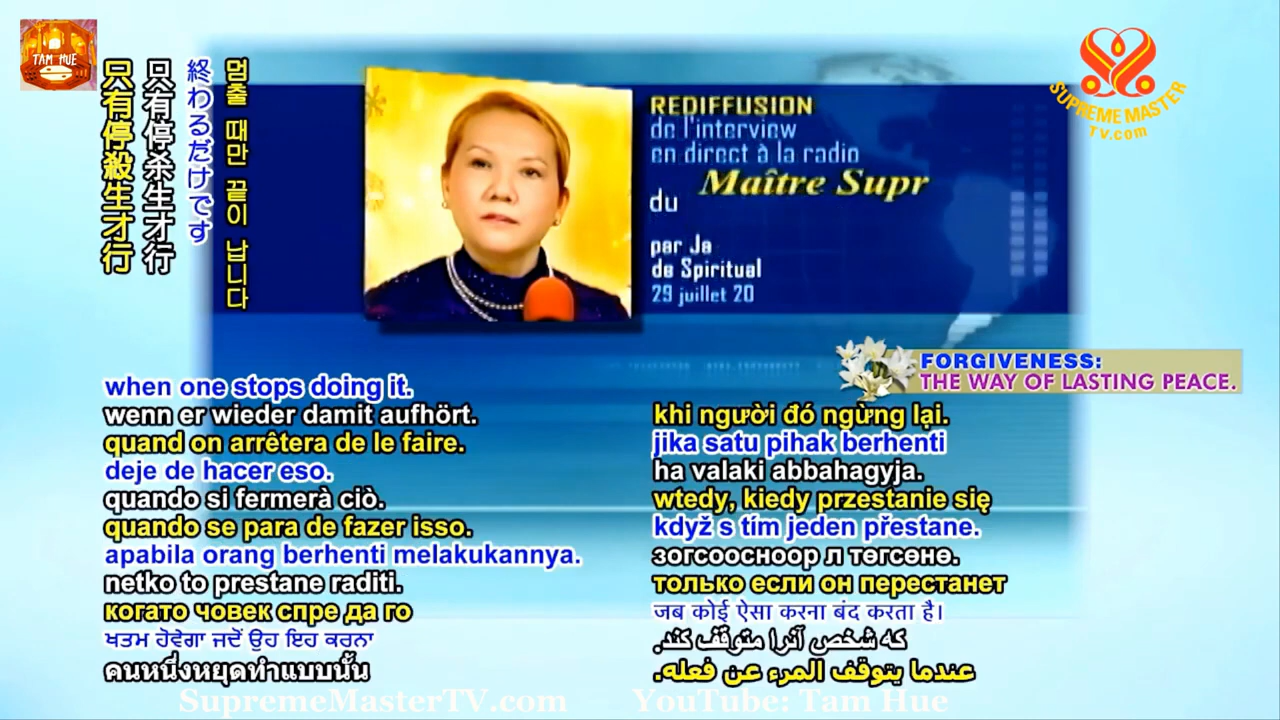 TAM HUE
只有停殺生才行
只有停杀生才行
終わるだけです
멈출 때만 끝이 납니다
REDIFFUSION
de l'interview
en direct à la radio
Maître Supr
du
par Ja
de Spiritual
29 juillet 20
SUPREME MASTER
TV.com
FORGIVENESS:
THE WAY OF LASTING PEACE.
when one stops doing it.
wenn er wieder damit aufhört.
quand on arrêtera de le faire.
deje de hacer eso.
quando si fermerà ciò.
quando se para de fazer isso.
apabila orang berhenti melakukannya.
netko to prestane raditi.
когато човек спре да го
ਖਤਮ ਹੋਵੇਗਾ ਜਦੋਂ ਉਹ ਇਹ ਕਰਨਾ
คนหนึ่งหยุดทำแบบนั้น
khi người đó ngừng lại.
jika satu pihak berhenti
ha valaki abbahagyja.
wtedy, kiedy przestanie się
když s tím jeden přestane.
зогсоосноор л төгсөнө.
только если он перестанет
जब कोई ऐसा करना बंद करता है।
که شخص آنرا متوقف کند.
عندما يتوقف المرء عن فعله.
SupremeMasterTV.com
YouTube: Tam Hue